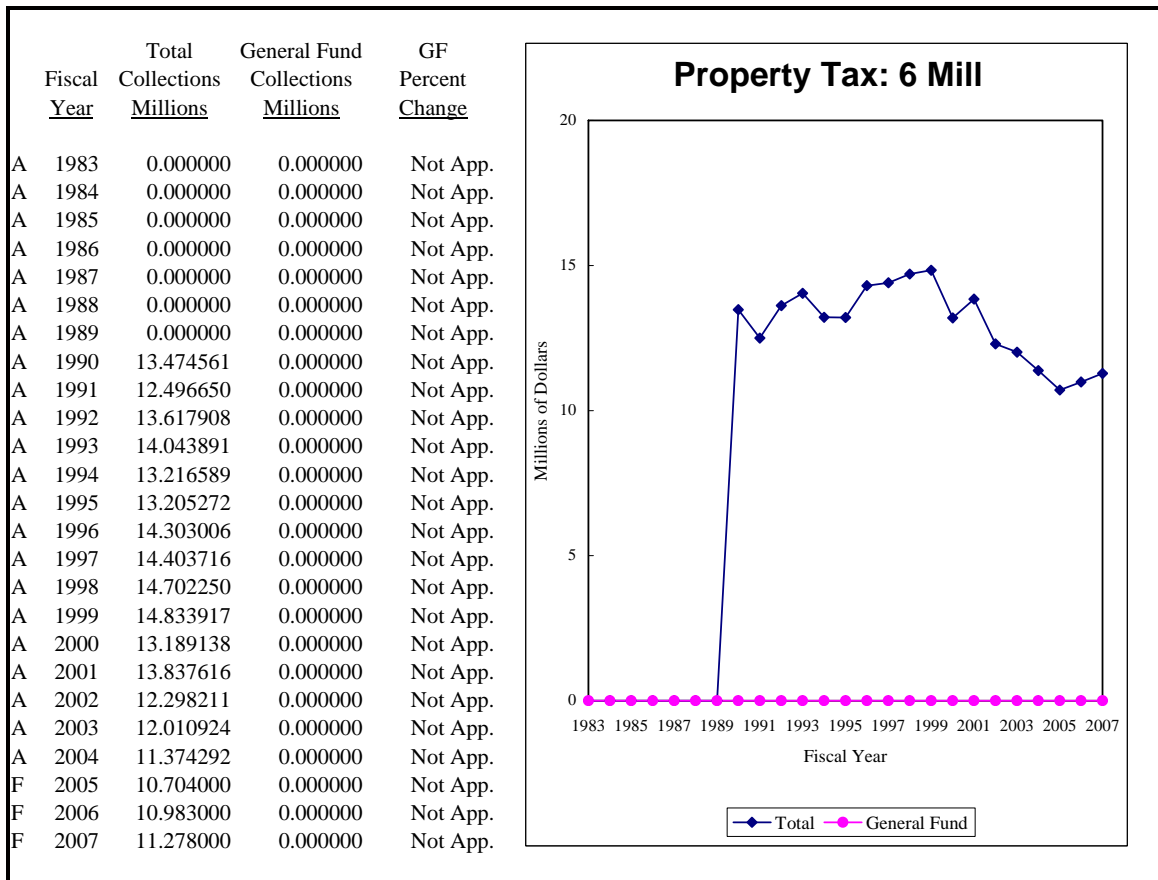 Total General Fund GF
Fiscal Collections Collections Percent
Year Millions Millions Change
A 1983 0.000000 0.000000 Not App.
A 1984 0.000000 0.000000 Not App.
A 1985 0.000000 0.000000 Not App.
A 1986 0.000000 0.000000 Not App.
A 1987 0.000000 0.000000 Not App.
A 1988 0.000000 0.000000 Not App.
A 1989 0.000000 0.000000 Not App.
A 1990 13.474561 0.000000 Not App.
A 1991 12.496650 0.000000 Not App.
A 1992 13.617908 0.000000 Not App.
A 1993 14.043891 0.000000 Not App.
A 1994 13.216589 0.000000 Not App.
A 1995 13.205272 0.000000 Not App.
A 1996 14.303006 0.000000 Not App.
A 1997 14.403716 0.000000 Not App.
A 1998 14.702250 0.000000 Not App.
A 1999 14.833917 0.000000 Not App.
A 2000 13.189138 0.000000 Not App.
A 2001 13.837616 0.000000 Not App.
A 2002 12.298211 0.000000 Not App.
A 2003 12.010924 0.000000 Not App.
A 2004 11.374292 0.000000 Not App.
F 2005 10.704000 0.000000 Not App.
F 2006 10.983000 0.000000 Not App.
F 2007 11.278000 0.000000 Not App.
Property Tax: 6 Mill
20
15
10
5
0
Millions of Dollars
1983 1985 1987 1989 1991 1993 1995 1997 1999 2001 2003 2005 2007
Fiscal Year
Total General Fund